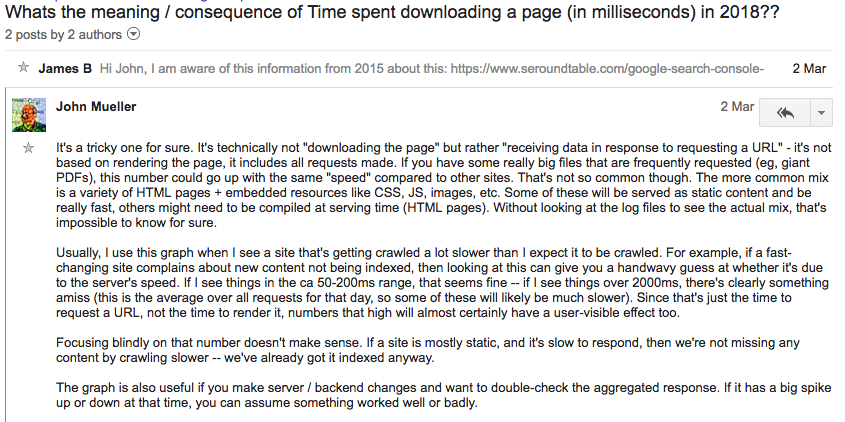 Whats the meaning / consequence of Time spent downloading a page (in milliseconds) in 2018??
2 posts by 2 authors
James B Hi John, I am aware of this information from 2015 about this: https://www.seroundtable.com/google-search-console- 2 Mar
John Mueller 2 Mar
It's a tricky one for sure. It's technically not "downloading the page" but rather "receiving data in response to requesting a URL" - it's not
based on rendering the page, it includes all requests made. If you have some really big files that are frequently requested (eg, giant
PDFs), this number could go up with the same "speed" compared to other sites. That's not so common though. The more common mix
is a variety of HTML pages + embedded resources like CSS, JS, images, etc. Some of these will be served as static content and be
really fast, others might need to be compiled at serving time (HTML pages). Without looking at the log files to see the actual mix, that's
impossible to know for sure.
Usually, I use this graph when I see a site that's getting crawled a lot slower than I expect it to be crawled. For example, if a fast-
changing site complains about new content not being indexed, then looking at this can give you a handwavy guess at whether it's due
to the server's speed. If I see things in the ca 50-200ms range, that seems fine -- if I see things over 2000ms, there's clearly something
amiss (this is the average over all requests for that day, so some of these will likely be much slower). Since that's just the time to
request a URL, not the time to render it, numbers that high will almost certainly have a user-visible effect too.
Focusing blindly on that number doesn't make sense. If a site is mostly static, and it's slow to respond, then we're not missing any
content by crawling slower -- we've already got it indexed anyway.
The graph is also useful if you make server / backend changes and want to double-check the aggregated response. If it has a big spike
up or down at that time, you can assume something worked well or badly.